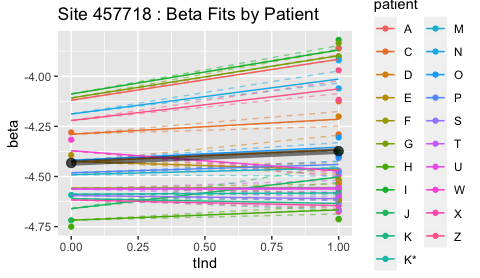 Site 457718 : Beta Fits by Patient
beta
-4.00
-4.25
-4.50
-4.75
0.00 0.25 0.50 0.75 1.00
tInd
patient
A
C
D
E
F
G
H
I
J
K
K*
M
N
O
P
S
T
U
W
X
Z